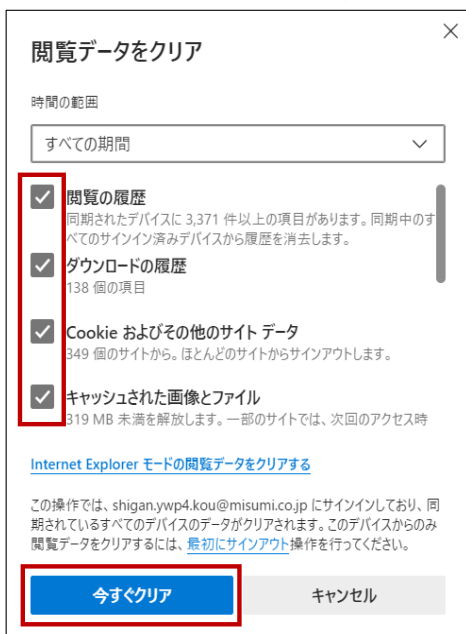 閲覧データをクリア
時間の範囲
すべての期間
閲覧の履歴
同期されたデバイスに 3,371 件以上の項目があります。同期中のす
べてのサインイン済みデバイスから履歴を消去します。
ダウンロードの履歴
138 個の項目
Cookie およびその他のサイト データ
349 個のサイトから。ほとんどのサイトからサインアウトします。
キャッシュされた画像とファイル
319 MB 未満を解放します。一部のサイトでは、次回のアクセス時
Internet Explorer モードの閲覧データをクリアする
この操作では、shigan.ywp4.kou@misumi.co.jp にサインインしており、同
期されているすべてのデバイスのデータがクリアされます。このデバイスからのみ
閲覧データをクリアするには、最初にサインアウト操作を行ってください。
今すぐクリア
キャンセル